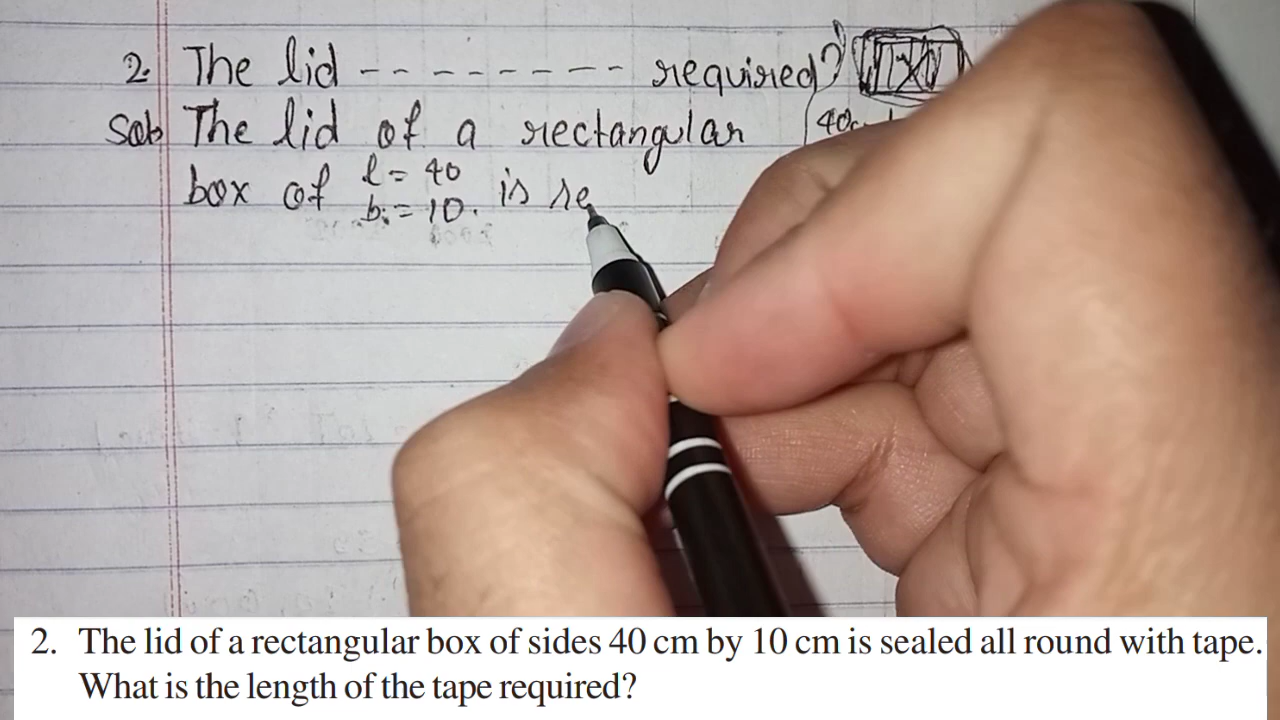 2. The lid -------- required?
Sol: The lid of a rectangular
40c
box of l = 40 is se
b = 10.
2. The lid of a rectangular box of sides 40 cm by 10 cm is sealed all round with tape.
What is the length of the tape required?